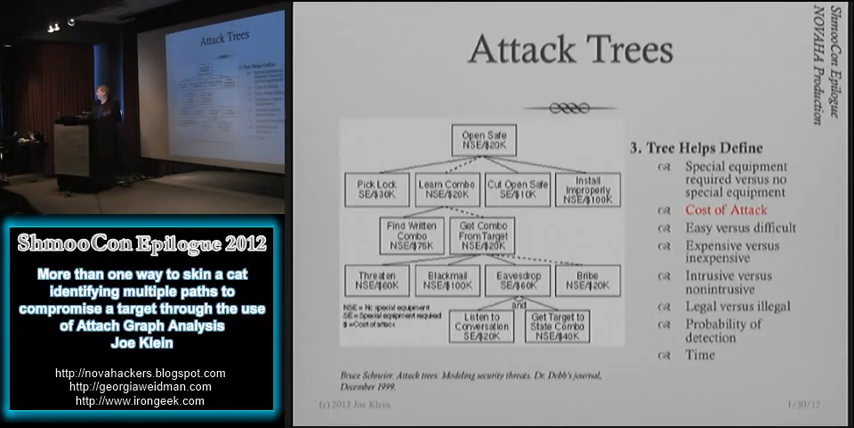 Attack Trees
ShmooCon Epilogue
NOVAHA Production
Attack Trees
Open Safe
NSE/$20K
Pick Lock
SE/$30K
Learn Combo
NSE/$20K
Cut Open Safe
SE/$10K
Install
Improperly
NSE/$100K
Find Written
Combo
NSE/$75K
Get Combo
From Target
NSE/$20K
Threaten
NSE/$60K
Blackmail
NSE/$100K
Eavesdrop
SE/$60K
Bribe
NSE/$20K
and
Listen to
Conversation
SE/$20K
Get Target to
State Combo
NSE/$40K
NSE = No special equipment
SE = Special equipment required
$ = Cost of attack
3. Tree Helps Define
Special equipment
required versus no
special equipment
Cost of Attack
Easy versus difficult
Expensive versus
inexpensive
Intrusive versus
nonintrusive
Legal versus illegal
Probability of
detection
Time
Bruce Schneier. Attack trees: Modeling security threats. Dr. Dobb's journal,
December 1999.
(c) 2012 Joe Klein
1/30/12
ShmooCon Epilogue 2012
More than one way to skin a cat
identifying multiple paths to
compromise a target through the use
of Attach Graph Analysis
Joe Klein
http://novahackers.blogspot.com
http://georgiaweidman.com
http://www.irongeek.com